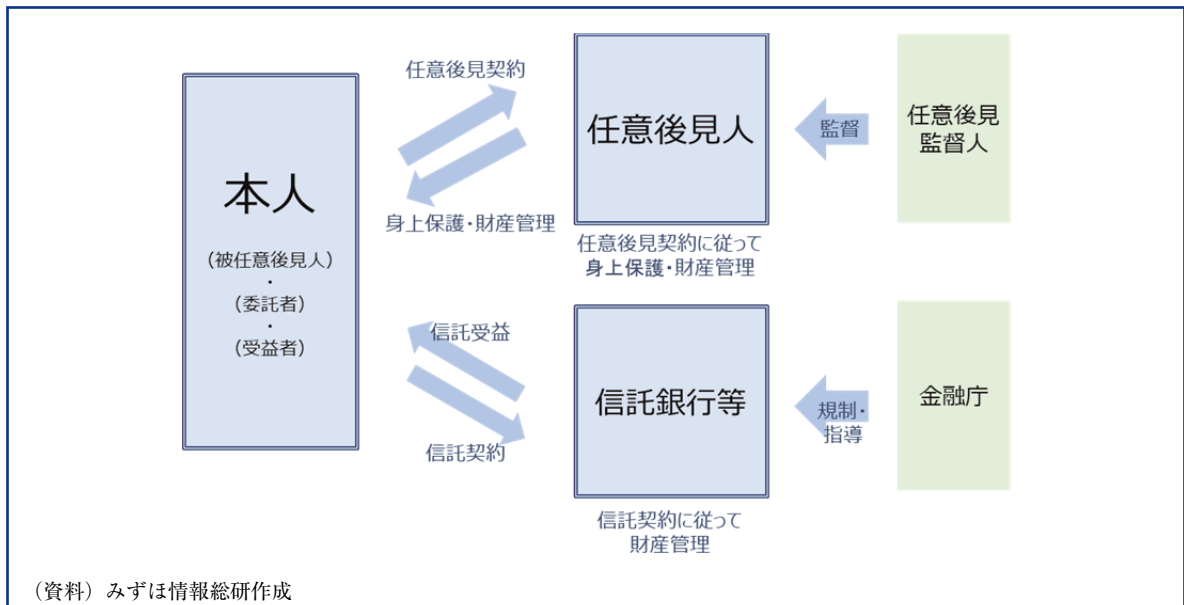 本人
(被任意後見人)
・
(委託者)
・
(受益者)
任意後見契約
身上保護・財産管理
任意後見人
任意後見契約に従って
身上保護・財産管理
監督
任意後見
監督人
信託受益
信託契約
信託銀行等
信託契約に従って
財産管理
規制・
指導
金融庁
(資料)みずほ情報総研作成